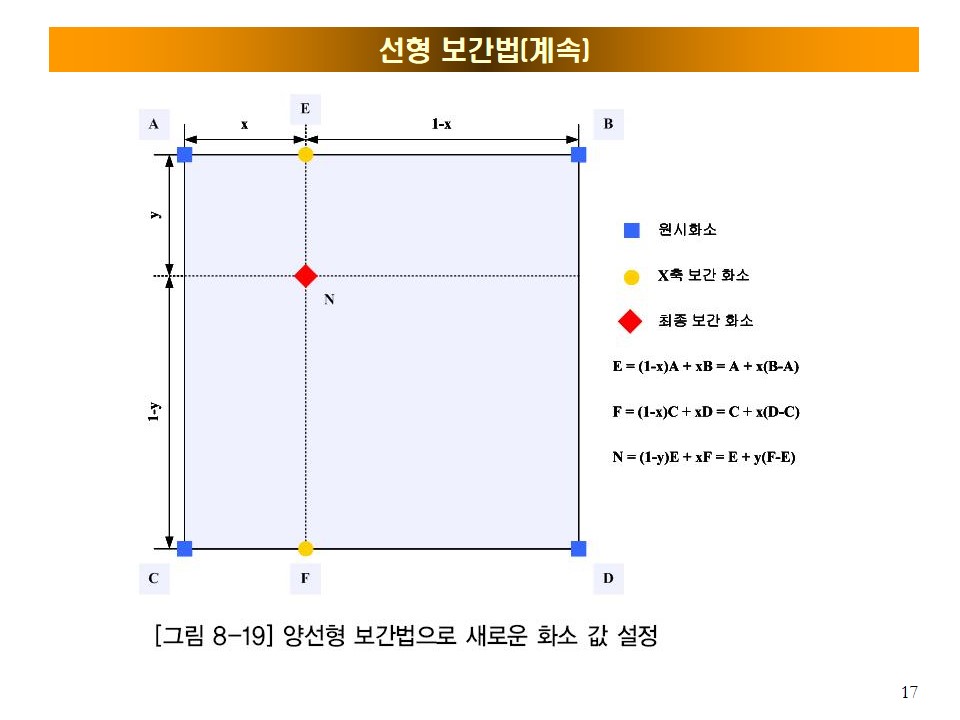 선형 보간법(계속)
E
A
x
1-x
B
y
N
1-y
C
F
D
원시화소
X축 보간 화소
최종 보간 화소
E = (1-x)A + xB = A + x(B-A)
F = (1-x)C + xD = C + x(D-C)
N = (1-y)E + xF = E + y(F-E)
[그림 8-19] 양선형 보간법으로 새로운 화소 값 설정
17